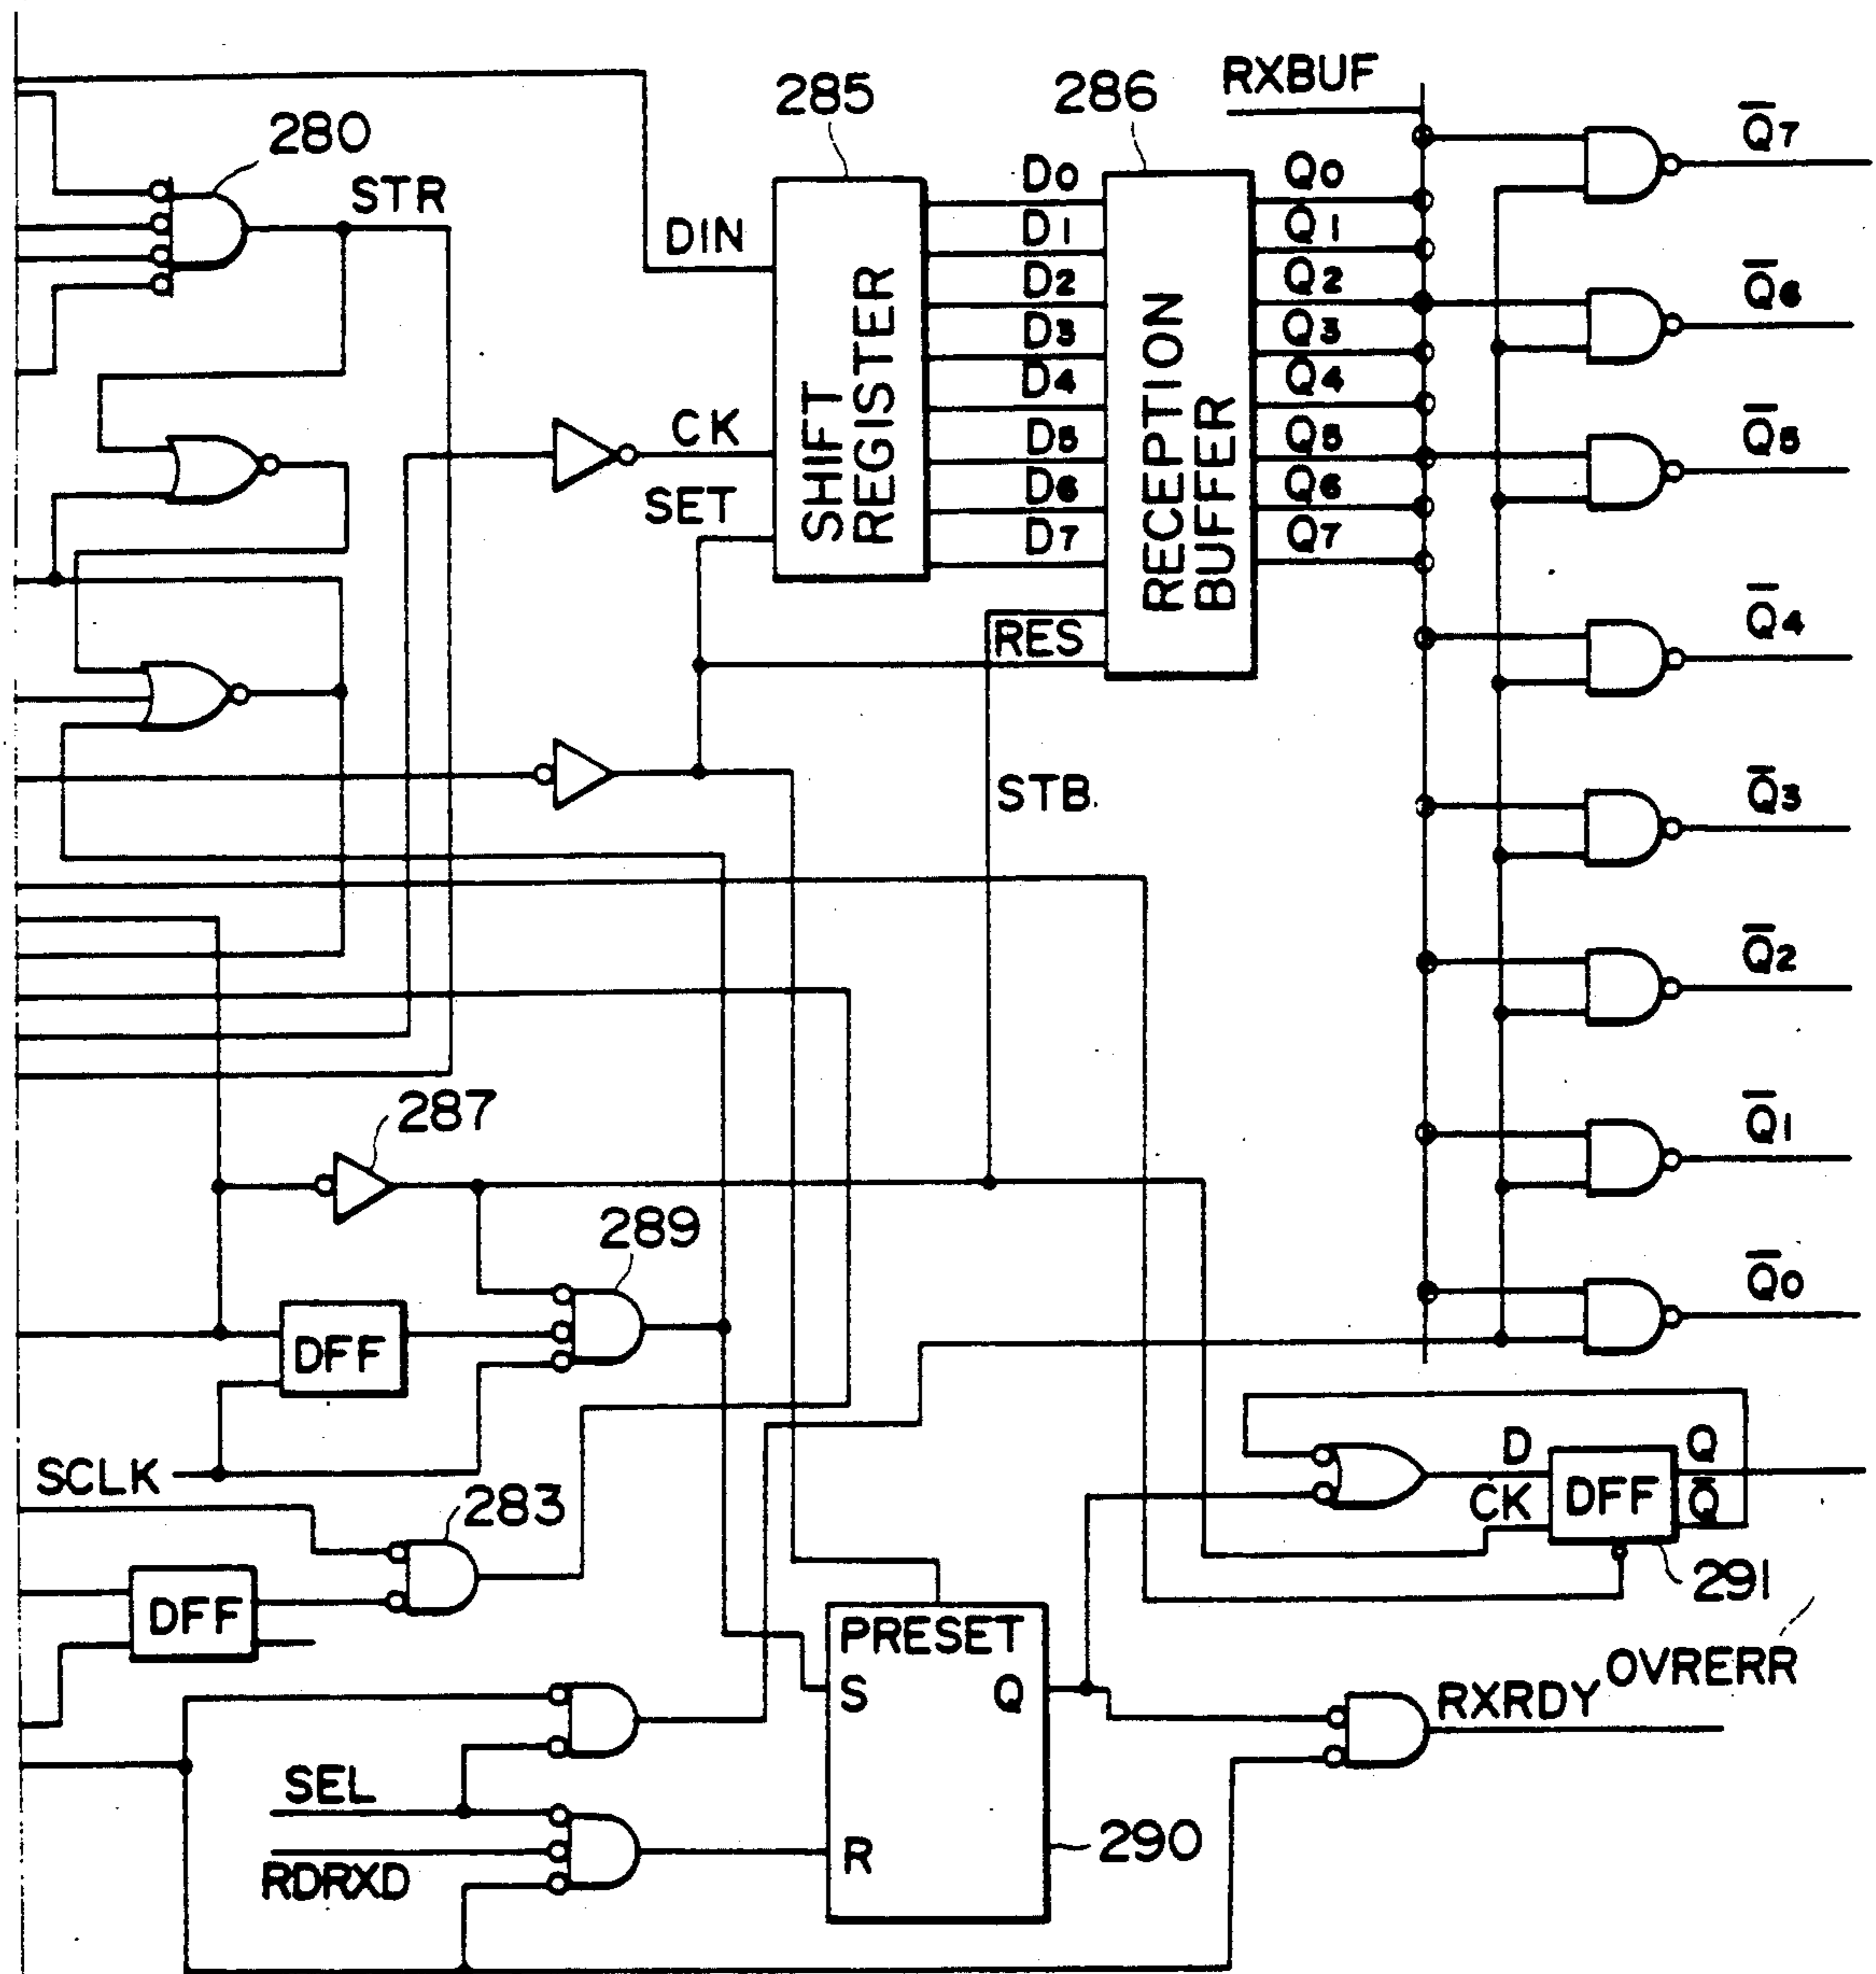 RXBUF
285
286
280
STR
DIN
CK
SET
SHIFT REGISTER
D0
D1
D2
D3
D4
D5
D6
D7
RECEPTION BUFFER
RES
STB
Q0
Q1
Q2
Q3
Q4
Q5
Q6
Q7
Q̅7
Q̅6
Q̅5
Q̅4
Q̅3
Q̅2
Q̅1
Q̅0
287
289
DFF
SCLK
283
DFF
D
CK
DFF
Q
Q̅
291
PRESET
S
Q
R
290
OVRERR
RXRDY
SEL
RDRXD